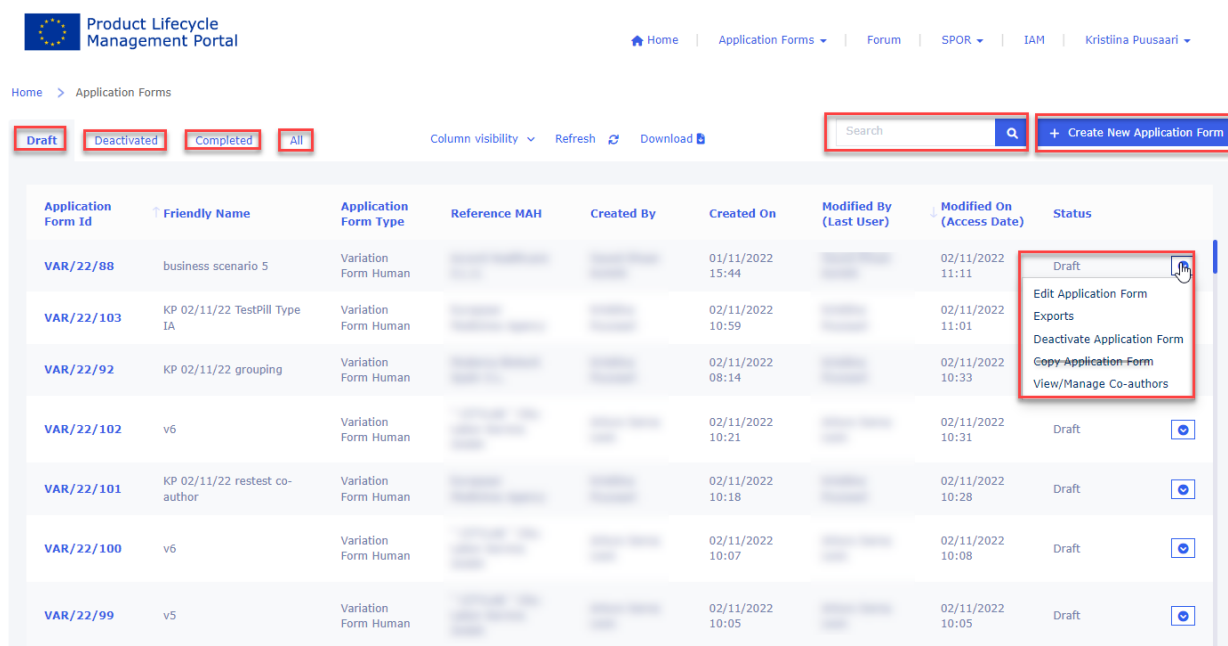 Product Lifecycle
Management Portal
Home
Application Forms
Forum
SPOR
IAM
Kristiina Puusaari
Home > Application Forms
Draft
Deactivated
Completed
All
Column visibility
Refresh
Download
Search
+ Create New Application Form
Application
Form Id
Friendly Name
Application
Form Type
Reference MAH
Created By
Created On
Modified By
(Last User)
Modified On
(Access Date)
Status
VAR/22/88
business scenario 5
Variation
Form Human
01/11/2022
15:44
02/11/2022
11:11
Draft
Edit Application Form
Exports
Deactivate Application Form
Copy Application Form
View/Manage Co-authors
VAR/22/103
KP 02/11/22 TestPill Type
IA
Variation
Form Human
02/11/2022
10:59
02/11/2022
11:01
VAR/22/92
KP 02/11/22 grouping
Variation
Form Human
02/11/2022
08:14
02/11/2022
10:33
VAR/22/102
v6
Variation
Form Human
02/11/2022
10:21
02/11/2022
10:31
Draft
VAR/22/101
KP 02/11/22 restest co-
author
Variation
Form Human
02/11/2022
10:18
02/11/2022
10:28
Draft
VAR/22/100
v6
Variation
Form Human
02/11/2022
10:07
02/11/2022
10:08
Draft
VAR/22/99
v5
Variation
Form Human
02/11/2022
10:05
02/11/2022
10:05
Draft